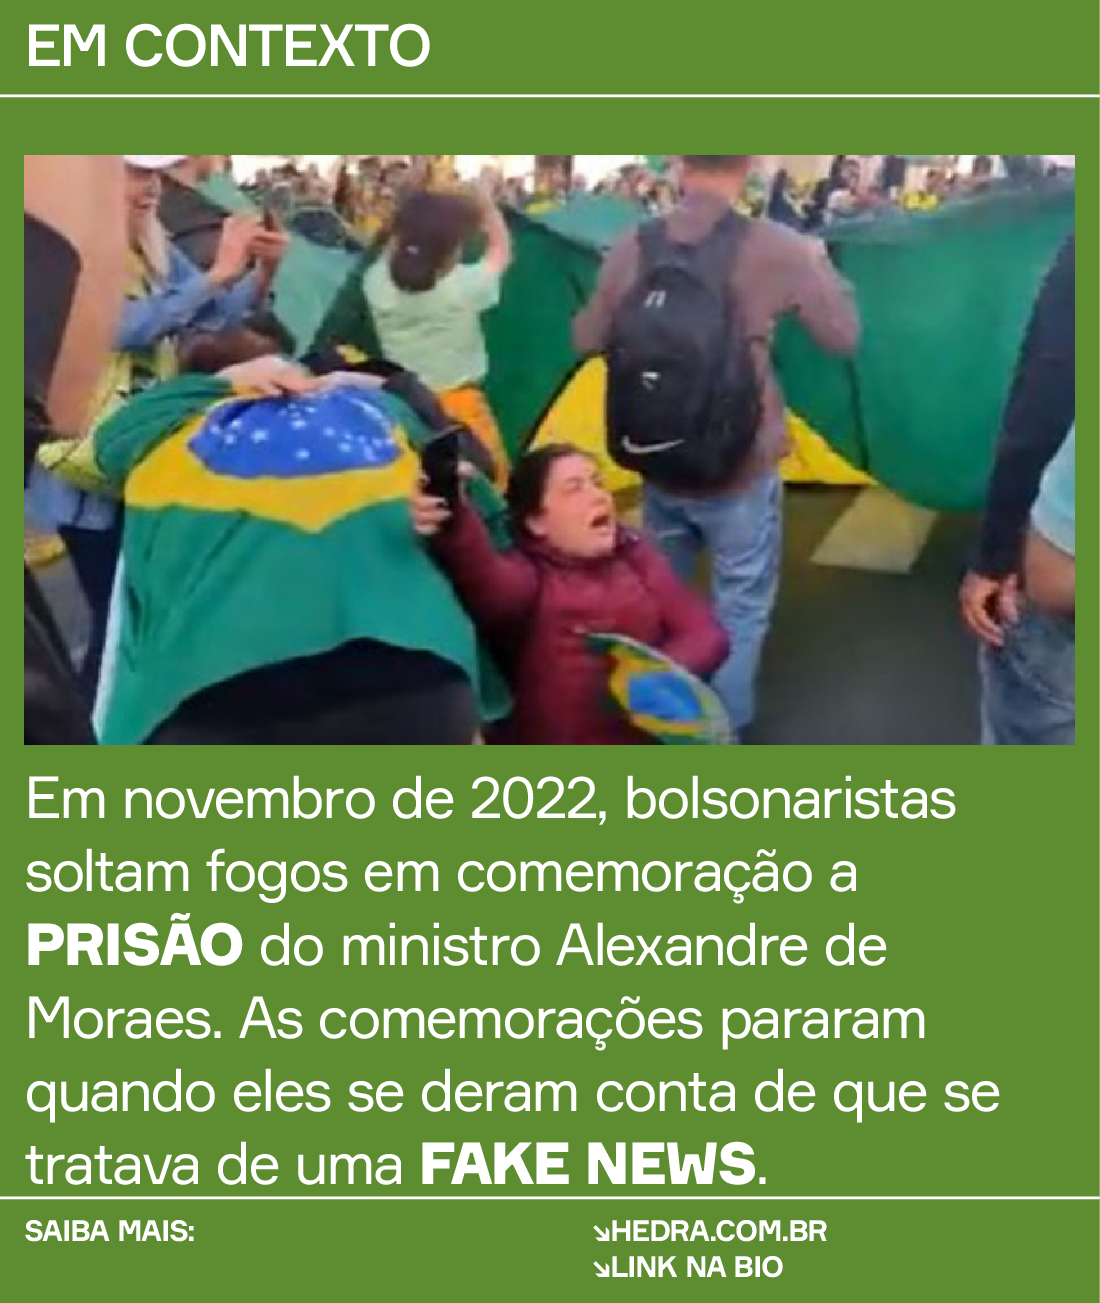 EM CONTEXTO
Em novembro de 2022, bolsonaristas
soltam fogos em comemoração a
PRISÃO do ministro Alexandre de
Moraes. As comemorações pararam
quando eles se deram conta de que se
tratava de uma FAKE NEWS.
SAIBA MAIS:
↘HEDRA.COM.BR
↘LINK NA BIO